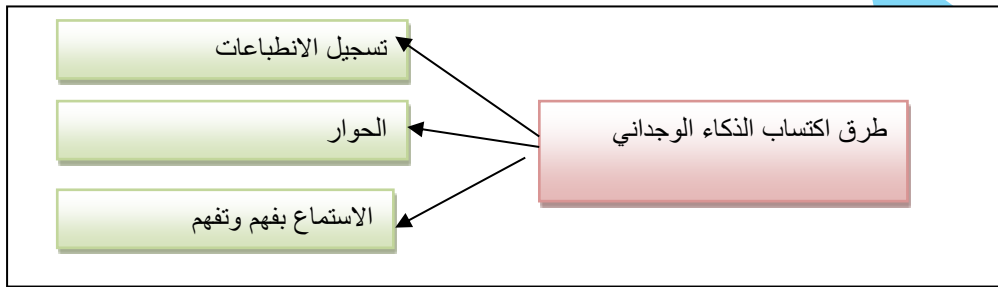 طرق اكتساب الذكاء الوجداني
تسجيل الانطباعات
الحوار
الاستماع بفهم وتفهم